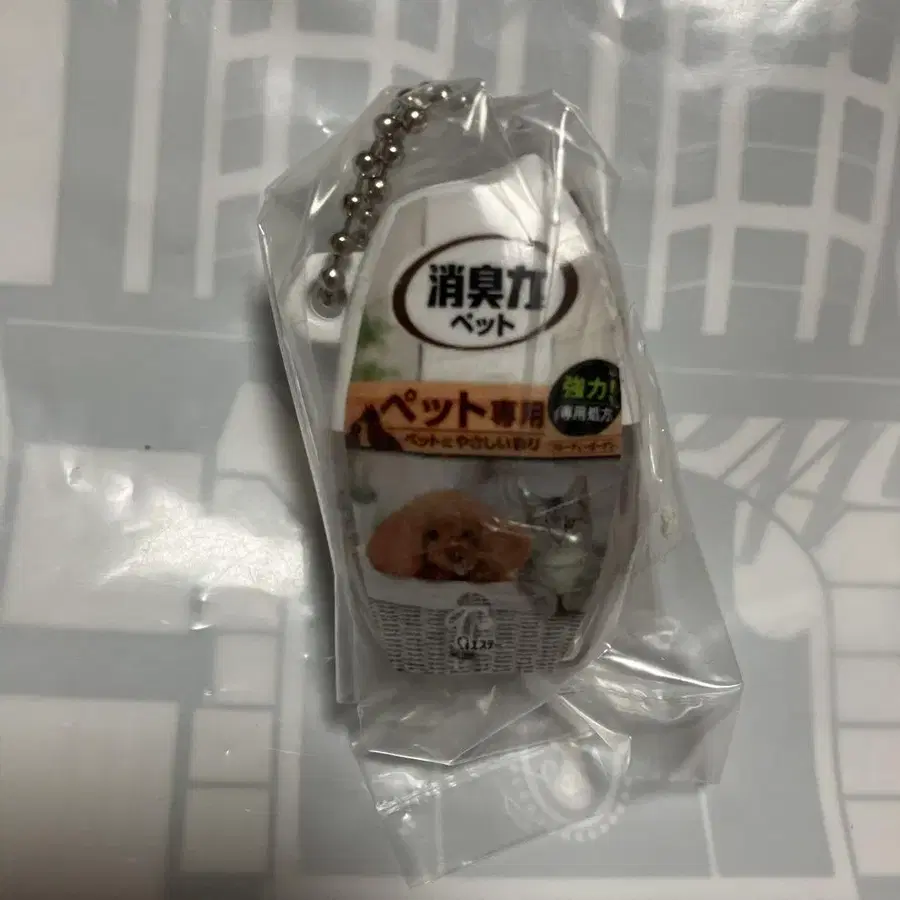 消臭力
ペット
強力!
ペット専用
専用処方
ペットにやさしい香り
エステー